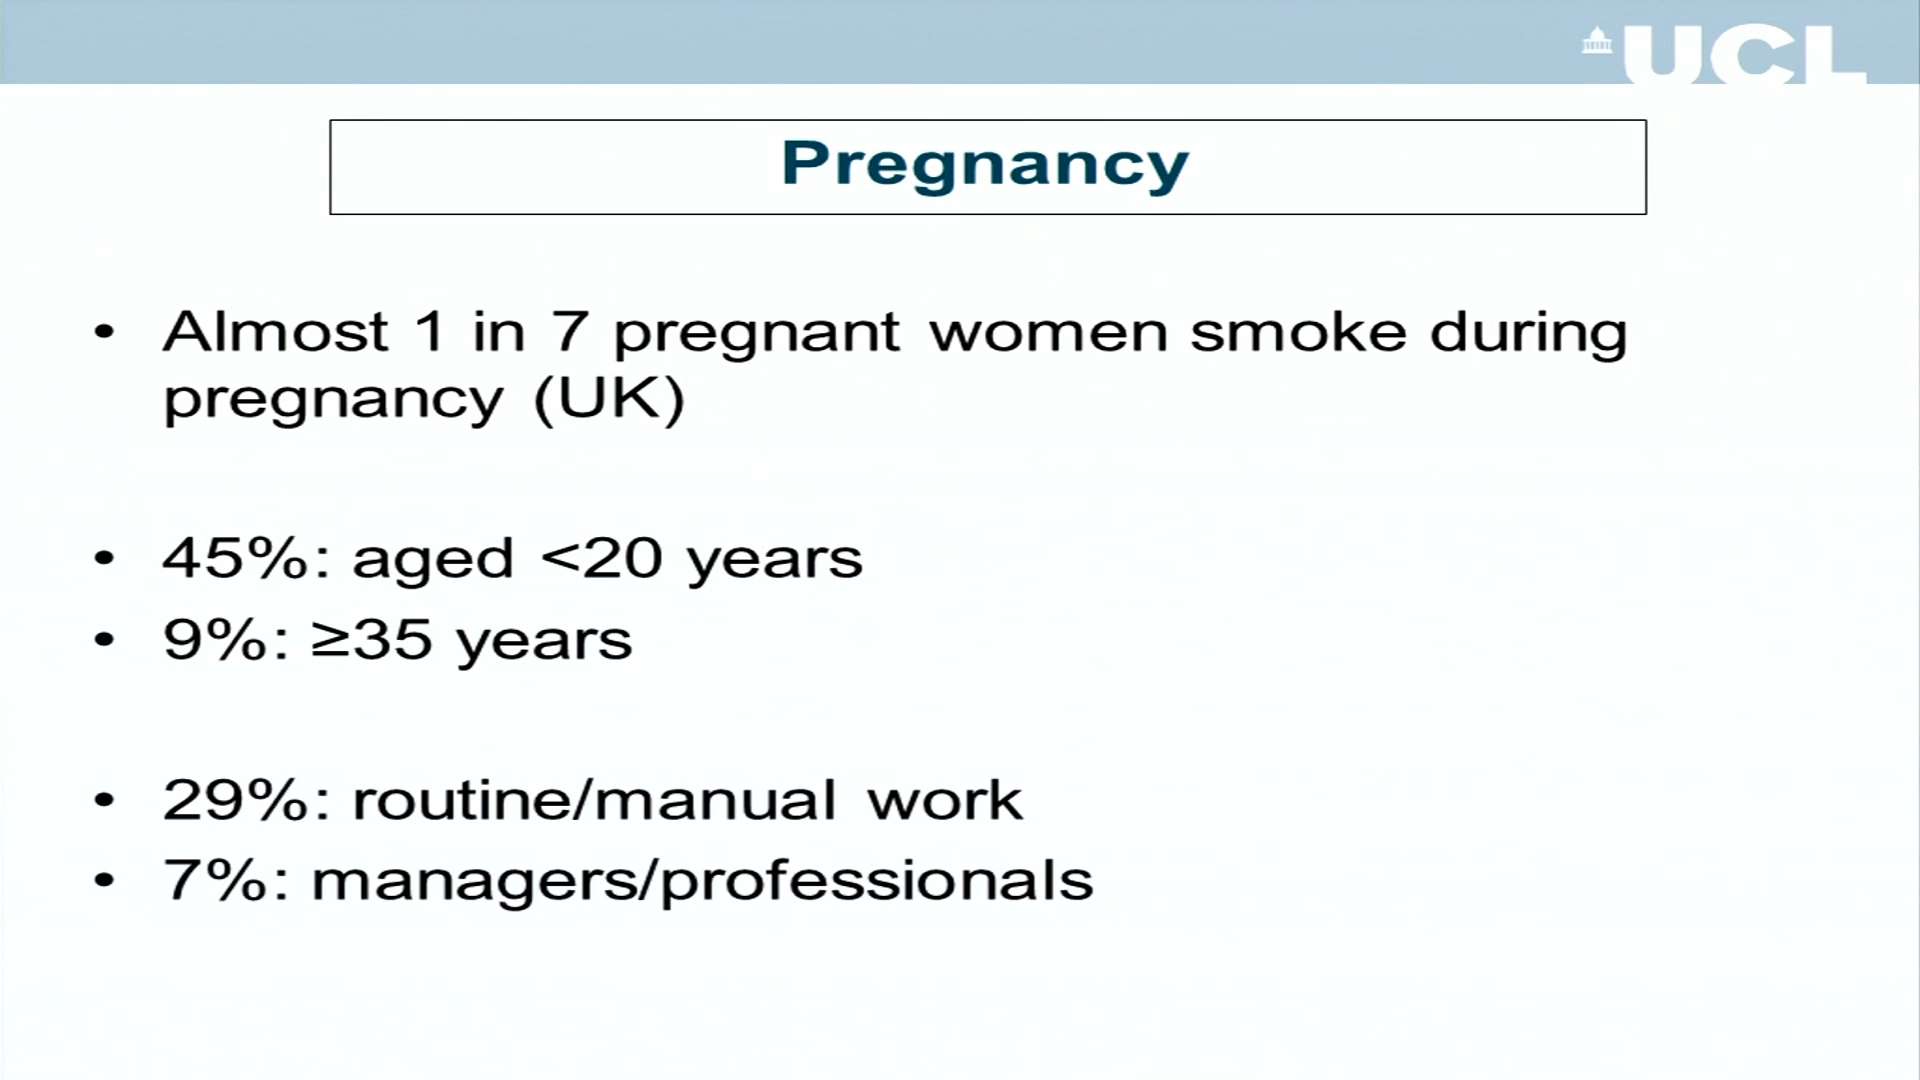 UCL
Pregnancy
• Almost 1 in 7 pregnant women smoke during
pregnancy (UK)
• 45%: aged <20 years
• 9%: ≥35 years
• 29%: routine/manual work
• 7%: managers/professionals